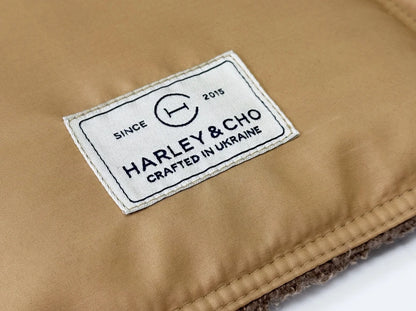 SINCE 2015
HARLEY & CHO
CRAFTED IN UKRAINE